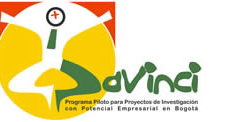 DaVinci
Programa Piloto para Proyectos de Investigación
con Potencial Empresarial en Bogotá